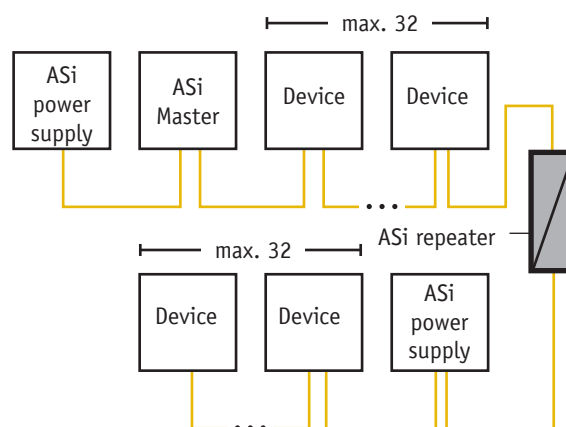 max. 32
ASi
power
supply
ASi
Master
Device
Device
...
ASi repeater
max. 32
Device
Device
ASi
power
supply
...